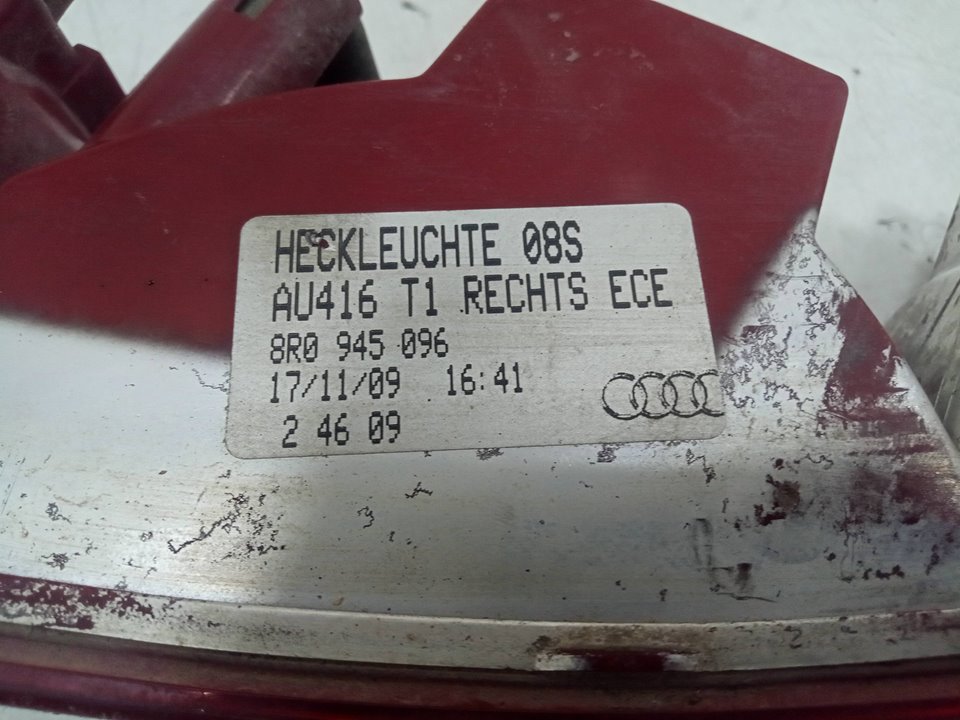 HECKLEUCHTE 08S
AU416 T1 RECHTS ECE
8R0 945 096
17/11/09 16:41
2 46 09